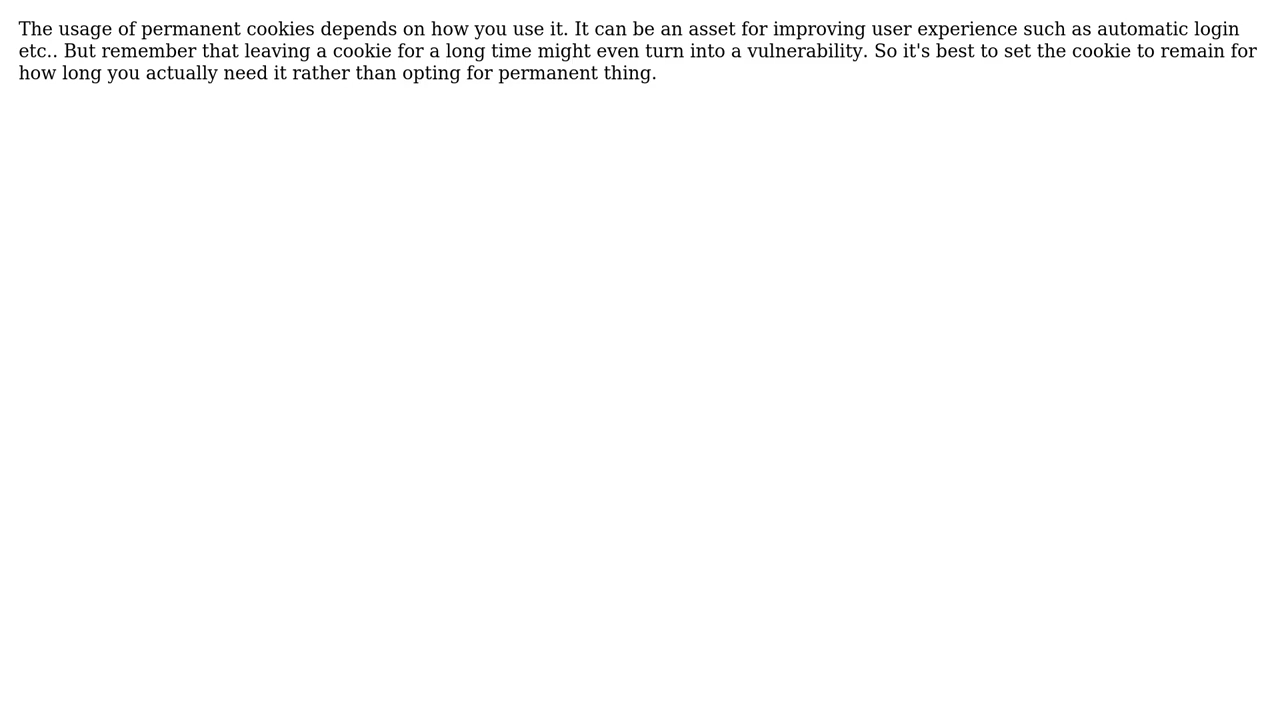 The usage of permanent cookies depends on how you use it. It can be an asset for improving user experience such as automatic login
etc.. But remember that leaving a cookie for a long time might even turn into a vulnerability. So it's best to set the cookie to remain for
how long you actually need it rather than opting for permanent thing.